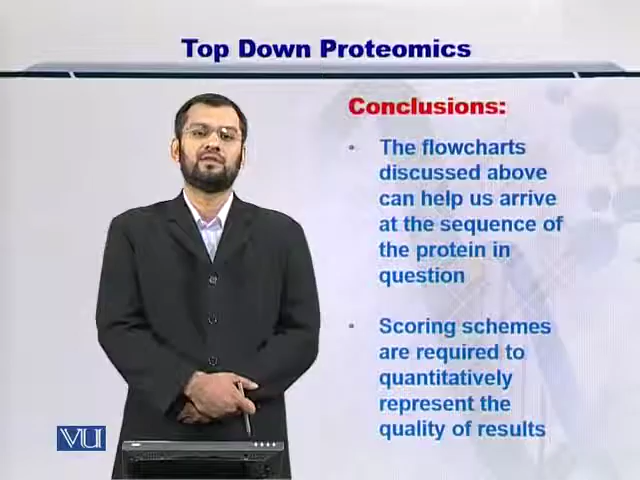 Top Down Proteomics
Conclusions:
• The flowcharts
discussed above
can help us arrive
at the sequence of
the protein in
question
• Scoring schemes
are required to
quantitatively
represent the
quality of results
VU